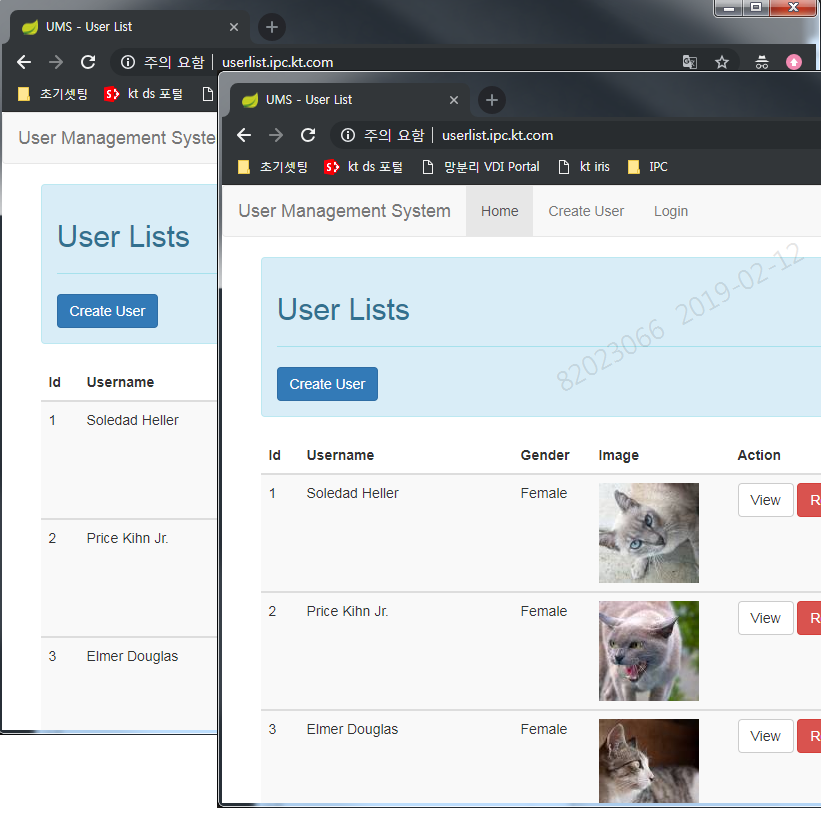 UMS - User List
주의 요함 userlist.ipc.kt.com
초기셋팅 kt ds 포털
User Management Syste
User Lists
Create User
Id Username
1 Soledad Heller
2 Price Kihn Jr.
3 Elmer Douglas
UMS - User List
주의 요함 userlist.ipc.kt.com
초기셋팅 kt ds 포털 망분리 VDI Portal kt iris IPC
User Management System Home Create User Login
User Lists
Create User
82023066 2019-02-12
Id Username Gender Image Action
1 Soledad Heller Female View R
2 Price Kihn Jr. Female View R
3 Elmer Douglas Female View R